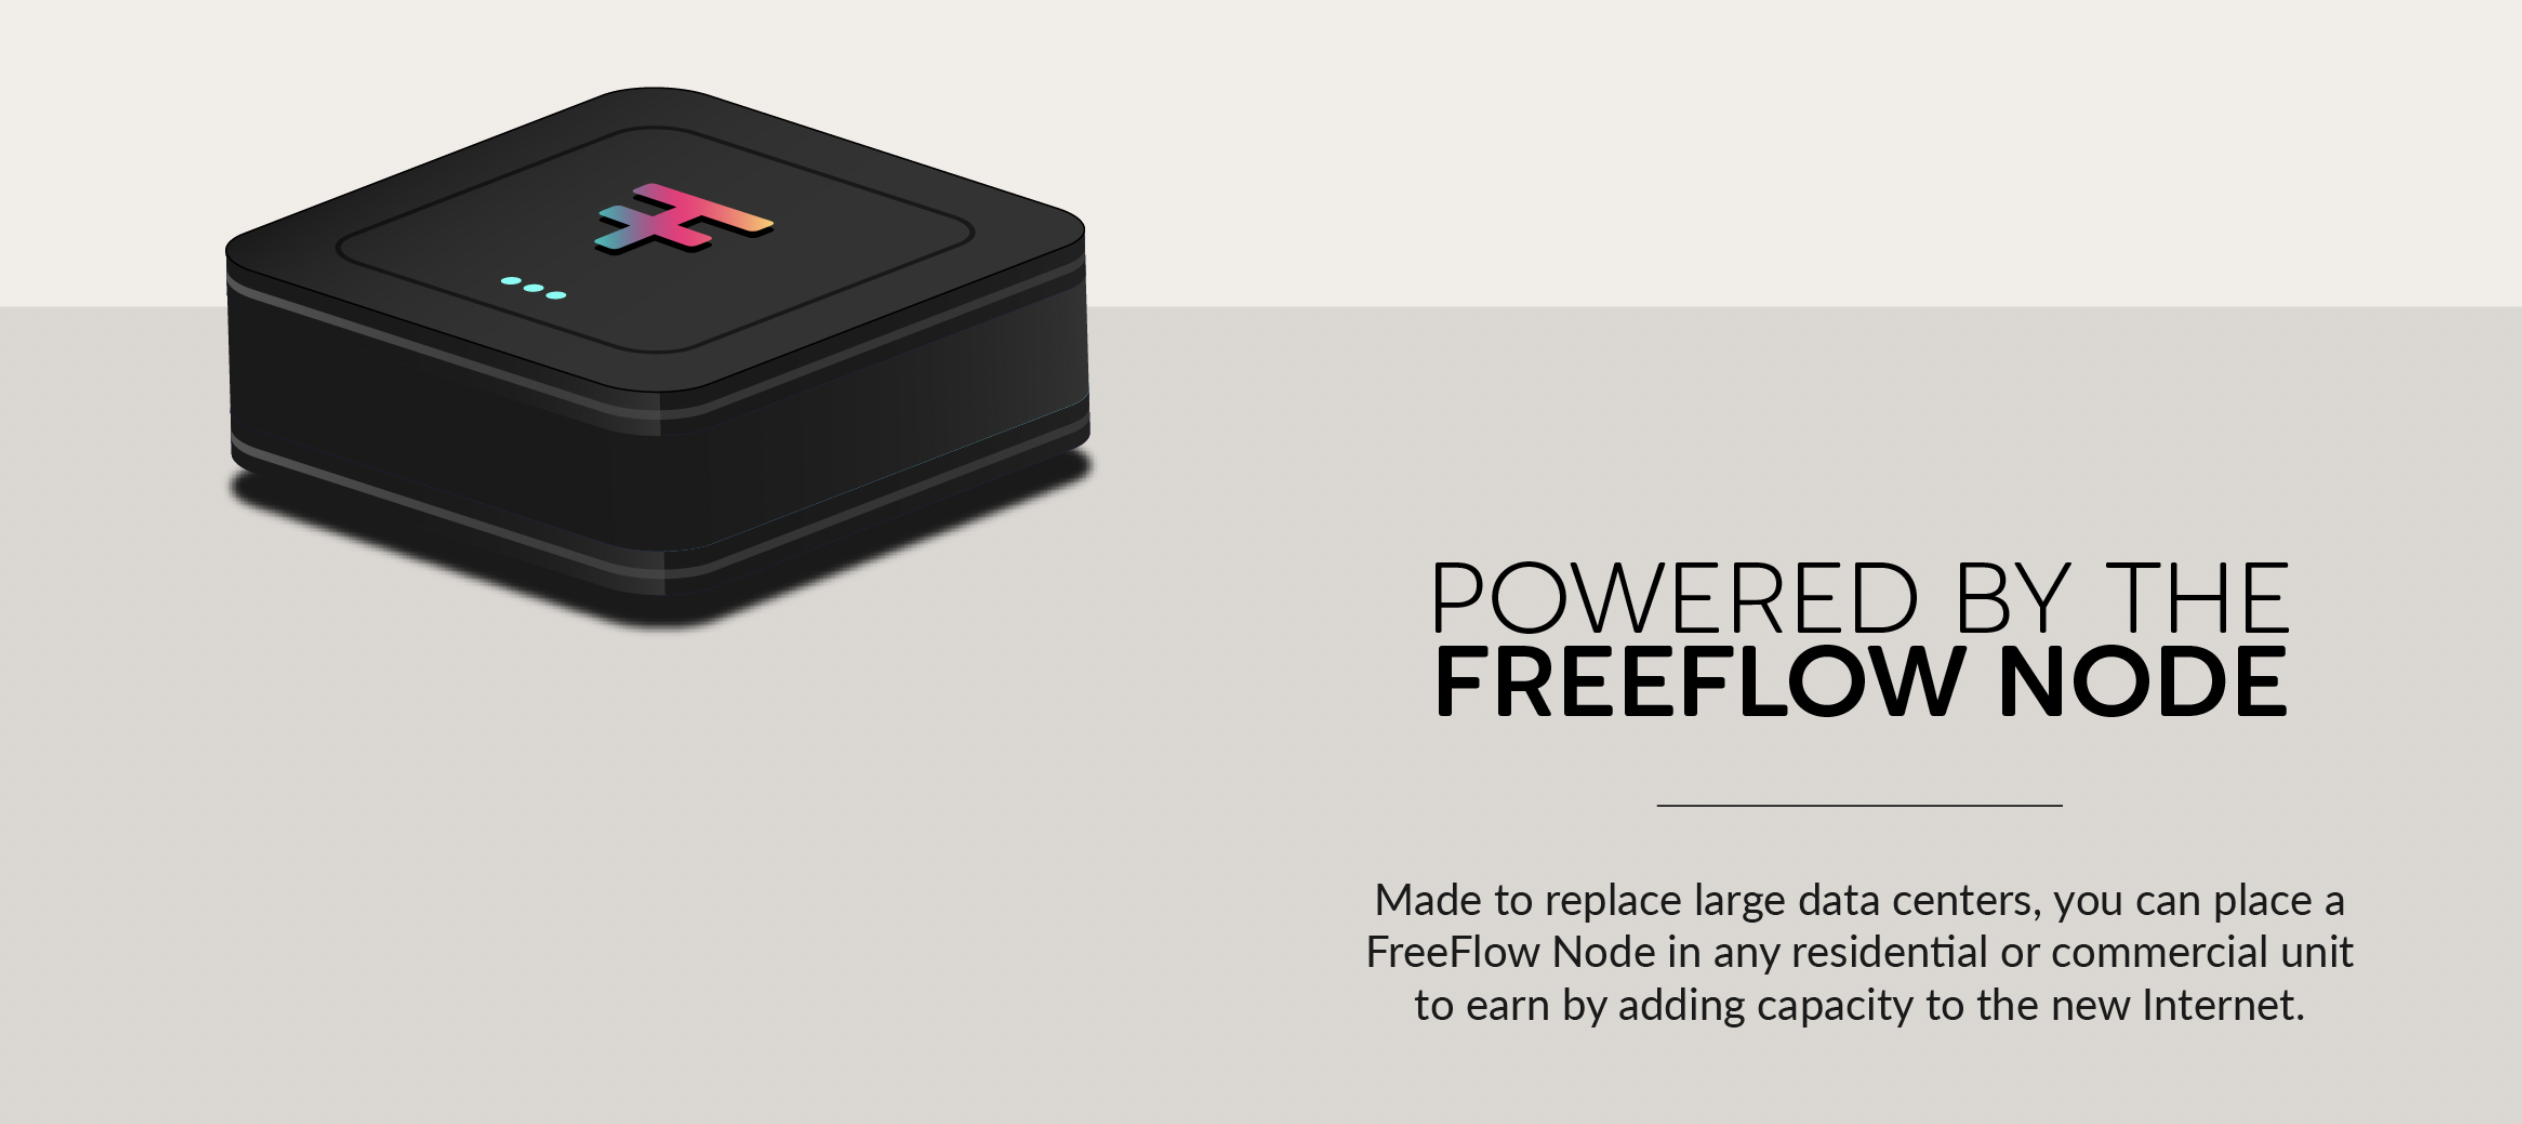 POWERED BY THE
FREEFLOW NODE
Made to replace large data centers, you can place a
FreeFlow Node in any residential or commercial unit
to earn by adding capacity to the new Internet.